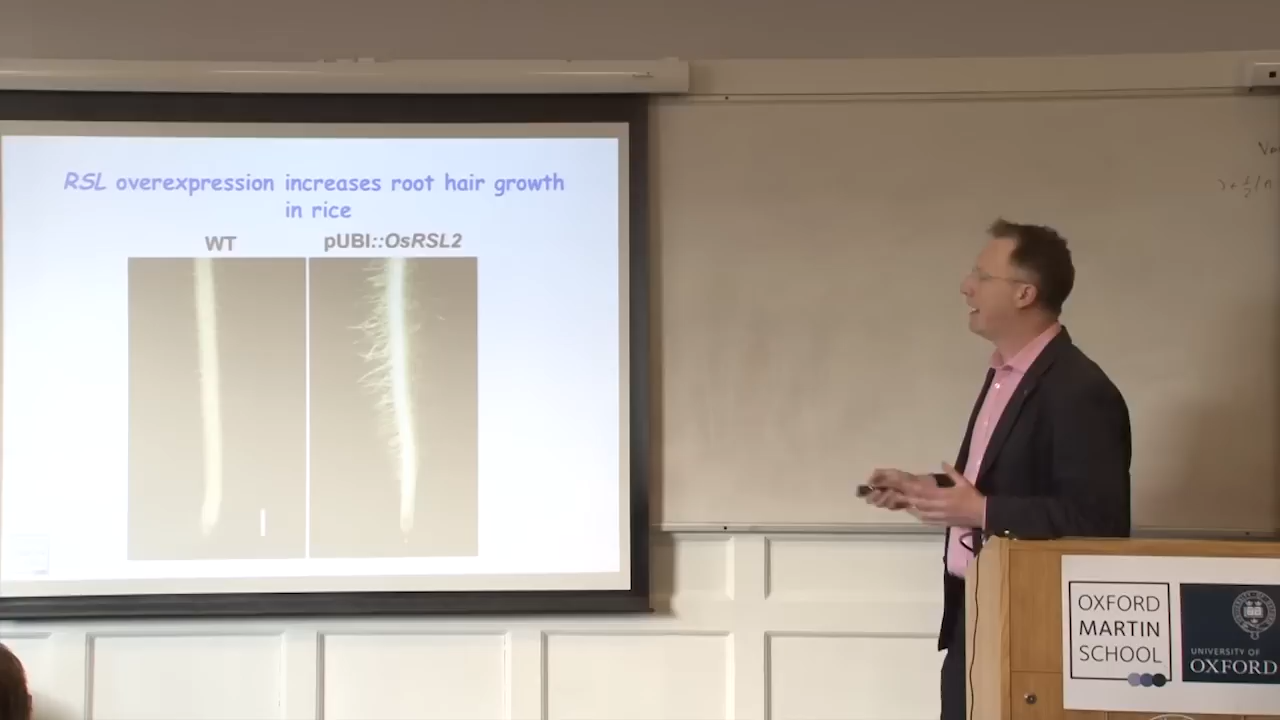 RSL overexpression increases root hair growth
in rice
WT
pUBI::OsRSL2
OXFORD
MARTIN
SCHOOL
UNIVERSITY OF
OXFORD